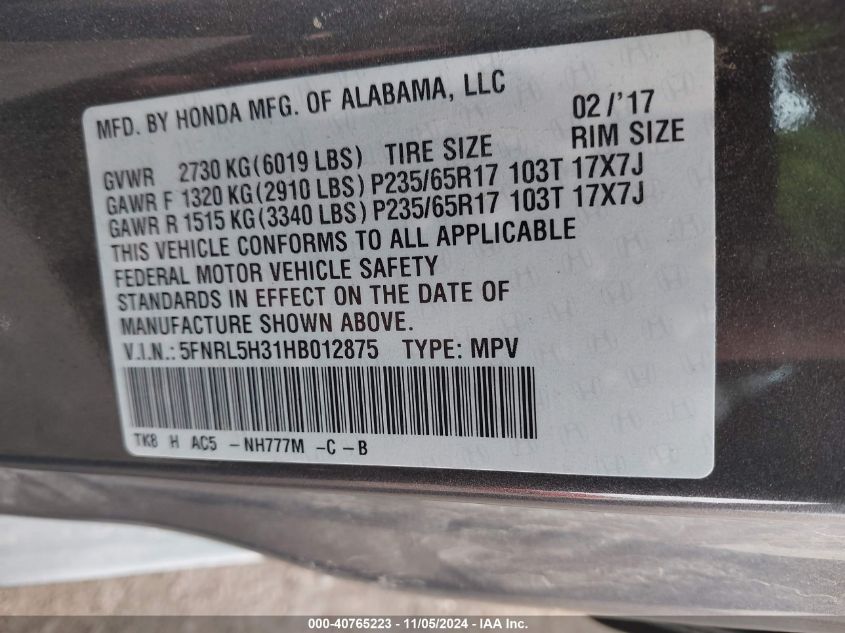 MFD. BY HONDA MFG. OF ALABAMA, LLC 02/'17
GVWR 2730 KG(6019 LBS) TIRE SIZE RIM SIZE
GAWR F 1320 KG(2910 LBS) P235/65R17 103T 17X7J
GAWR R 1515 KG(3340 LBS) P235/65R17 103T 17X7J
THIS VEHICLE CONFORMS TO ALL APPLICABLE
FEDERAL MOTOR VEHICLE SAFETY
STANDARDS IN EFFECT ON THE DATE OF
MANUFACTURE SHOWN ABOVE.
V.I.N.: 5FNRL5H31HB012875 TYPE: MPV
TK8 H AC5 -NH777M -C -B
000-40765223 - 11/05/2024 - IAA Inc.